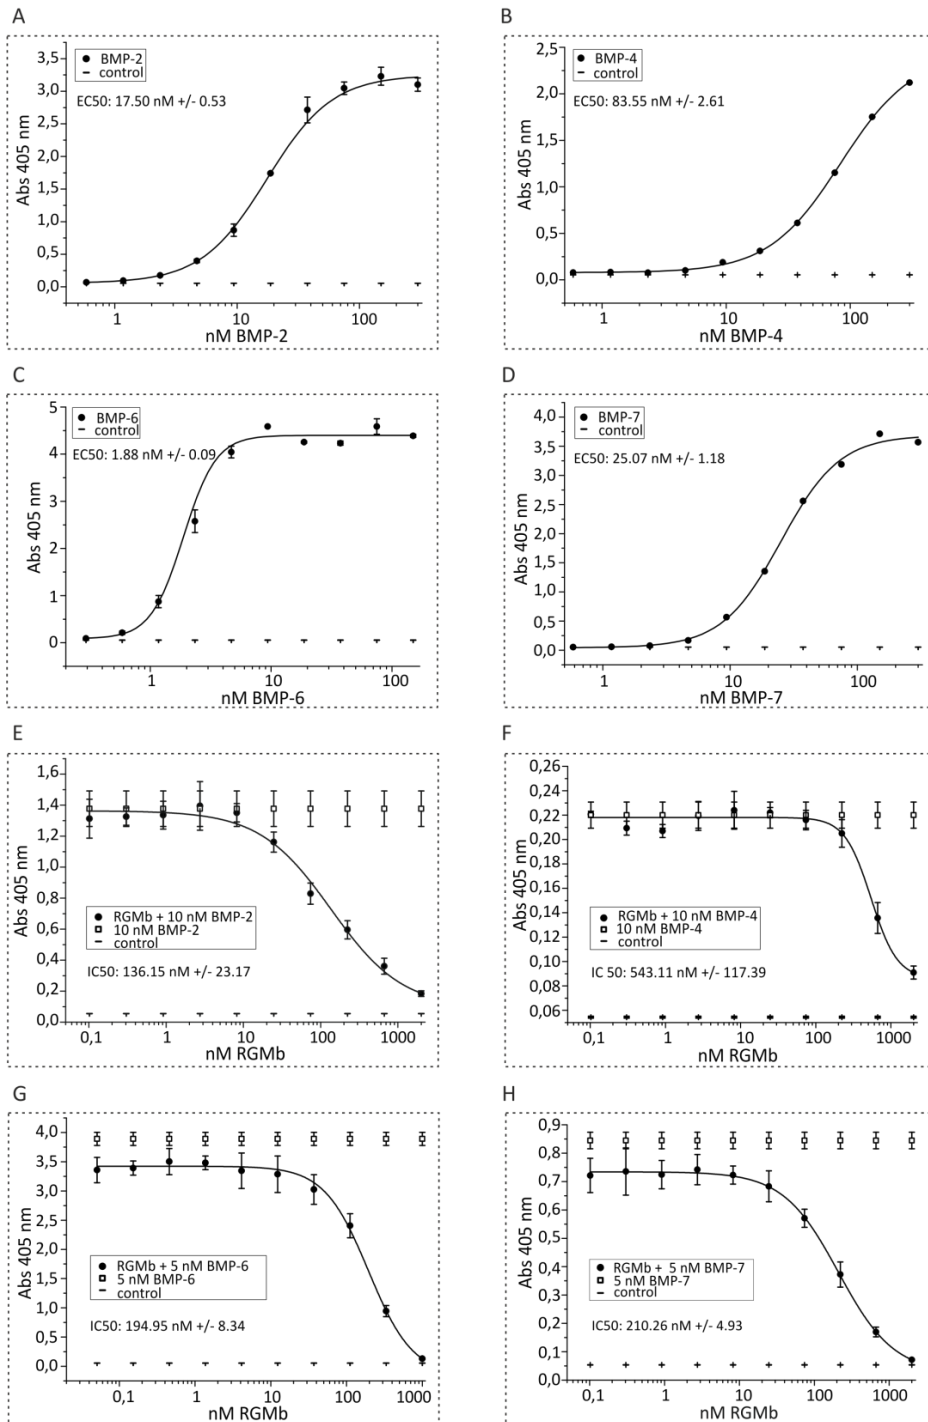 A
BMP-2
control
EC50: 17.50 nM +/- 0.53
Abs 405 nm
3,5
3,0
2,5
2,0
1,5
1,0
0,5
0,0
1 10 100
nM BMP-2
B
BMP-4
control
EC50: 83.55 nM +/- 2.61
Abs 405 nm
2,5
2,0
1,5
1,0
0,5
0,0
1 10 100
nM BMP-4
C
BMP-6
control
EC50: 1.88 nM +/- 0.09
Abs 405 nm
5
4
3
2
1
0
1 10 100
nM BMP-6
D
BMP-7
control
EC50: 25.07 nM +/- 1.18
Abs 405 nm
4,0
3,5
3,0
2,5
2,0
1,5
1,0
0,5
0,0
1 10 100
nM BMP-7
E
Abs 405 nm
1,6
1,4
1,2
1,0
0,8
0,6
0,4
0,2
0,0
RGMb + 10 nM BMP-2
10 nM BMP-2
control
IC50: 136.15 nM +/- 23.17
0,1 1 10 100 1000
nM RGMb
F
Abs 405 nm
0,26
0,24
0,22
0,20
0,18
0,16
0,14
0,12
0,10
0,08
0,06
RGMb + 10 nM BMP-4
10 nM BMP-4
control
IC 50: 543.11 nM +/- 117.39
0,1 1 10 100 1000
nM RGMb
G
Abs 405 nm
4,0
3,5
3,0
2,5
2,0
1,5
1,0
0,5
0,0
RGMb + 5 nM BMP-6
5 nM BMP-6
control
IC50: 194.95 nM +/- 8.34
0,1 1 10 100 1000
nM RGMb
H
Abs 405 nm
0,9
0,8
0,7
0,6
0,5
0,4
0,3
0,2
0,1
0,0
RGMb + 5 nM BMP-7
5 nM BMP-7
control
IC50: 210.26 nM +/- 4.93
0,1 1 10 100 1000
nM RGMb